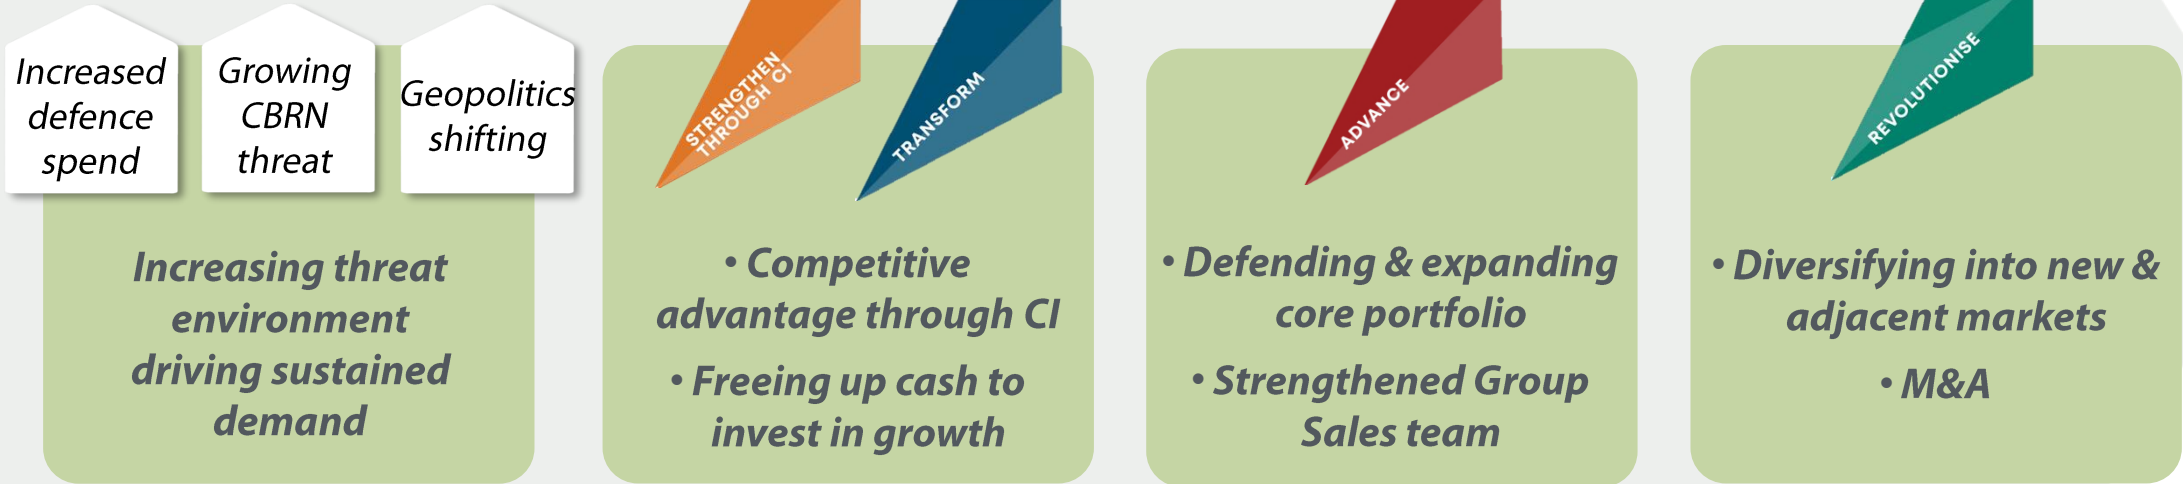 Increased
defence
spend
Growing
CBRN
threat
Geopolitics
shifting
Increasing threat
environment
driving sustained
demand
STRENGTHEN
THROUGH CI
TRANSFORM
• Competitive
advantage through CI
• Freeing up cash to
invest in growth
ADVANCE
• Defending & expanding
core portfolio
• Strengthened Group
Sales team
REVOLUTIONISE
• Diversifying into new &
adjacent markets
• M&A